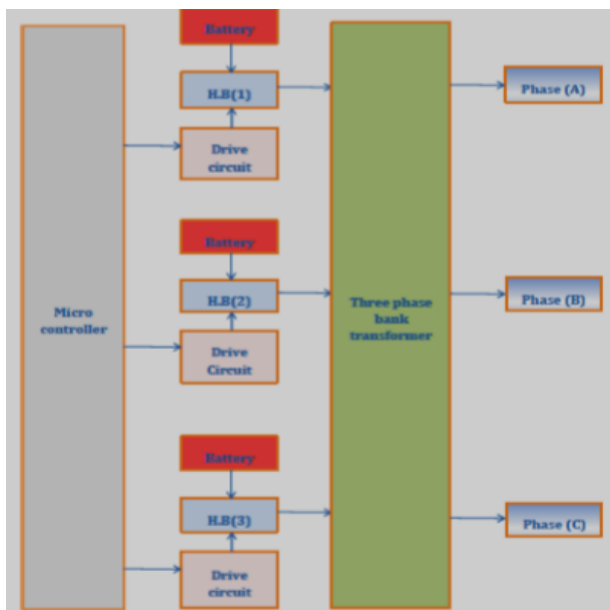 Battery
H.B(1)
Phase (A)
Drive
circuit
Battery
H.B(2)
Phase (B)
Micro
controller
Three phase
bank
transformer
Drive
Circuit
Battery
H.B(3)
Phase (C)
Drive
circuit